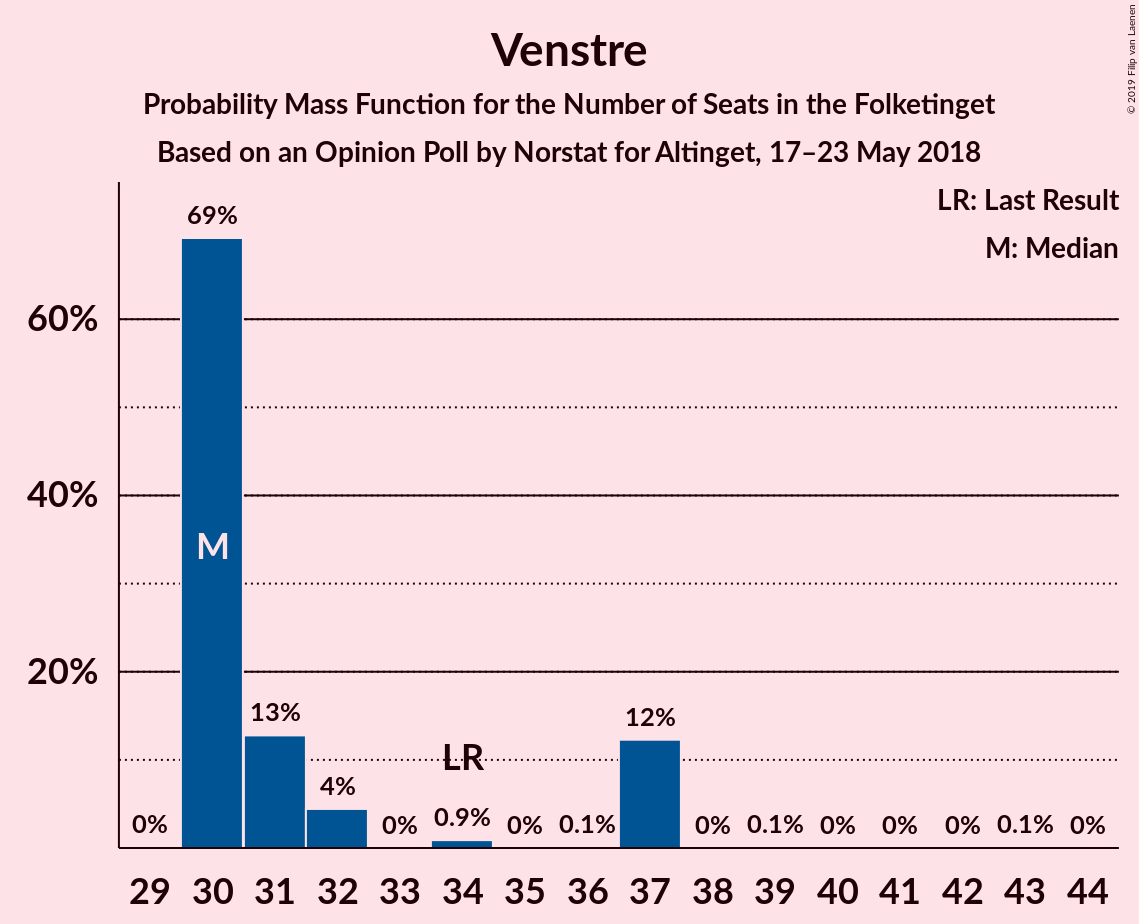 Venstre
Probability Mass Function for the Number of Seats in the Folketinget
Based on an Opinion Poll by Norstat for Altinget, 17–23 May 2018
© 2019 Filip van Laenen
LR: Last Result
M: Median
60%
40%
20%
0%
69%
13%
4%
0%
0.9%
0%
0.1%
12%
0%
0.1%
0%
0%
0%
0.1%
0%
M
LR
29 30 31 32 33 34 35 36 37 38 39 40 41 42 43 44